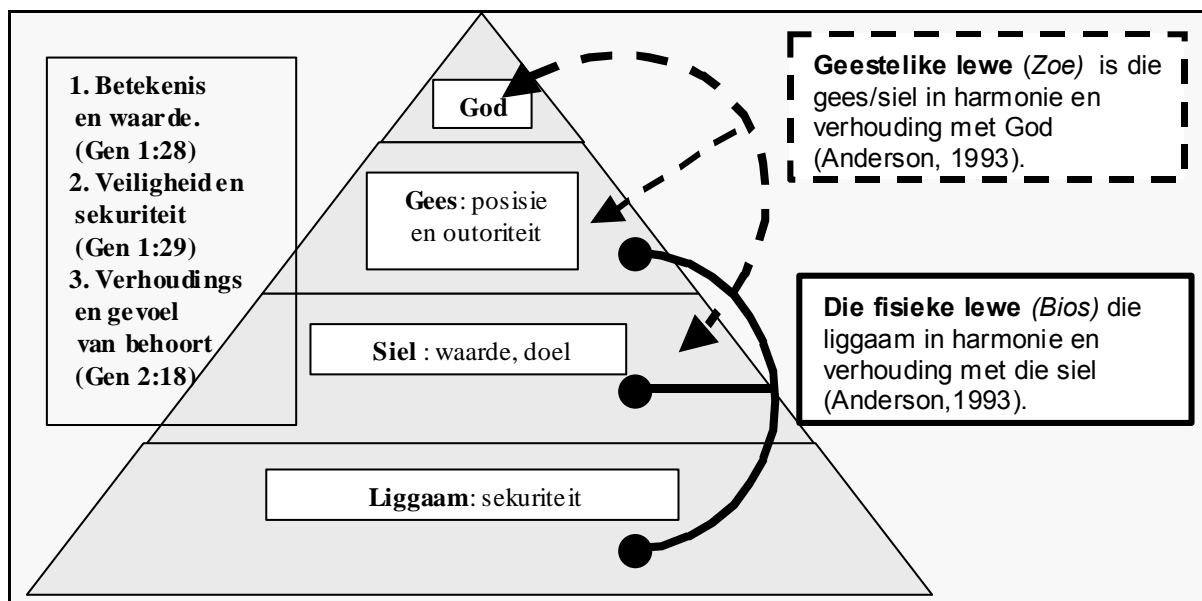 1. Betekenis
en waarde.
(Gen 1:28)
2. Veiligheid en
sekuriteit
(Gen 1:29)
3. Verhoudings
en gevoel
van behoort
(Gen 2:18)
God
Gees: posisie
en outoriteit
Siel : waarde, doel
Liggaam: sekuriteit
Geestelike lewe (Zoe) is die
gees/siel in harmonie en
verhouding met God
(Anderson, 1993).
Die fisieke lewe (Bios) die
liggaam in harmonie en
verhouding met die siel
(Anderson,1993).